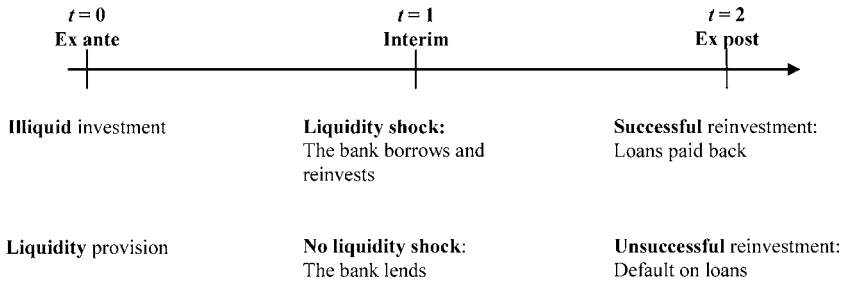 t = 0
Ex ante
t = 1
Interim
t = 2
Ex post
Illiquid investment
Liquidity shock:
The bank borrows and
reinvests
Successful reinvestment:
Loans paid back
Liquidity provision
No liquidity shock:
The bank lends
Unsuccessful reinvestment:
Default on loans